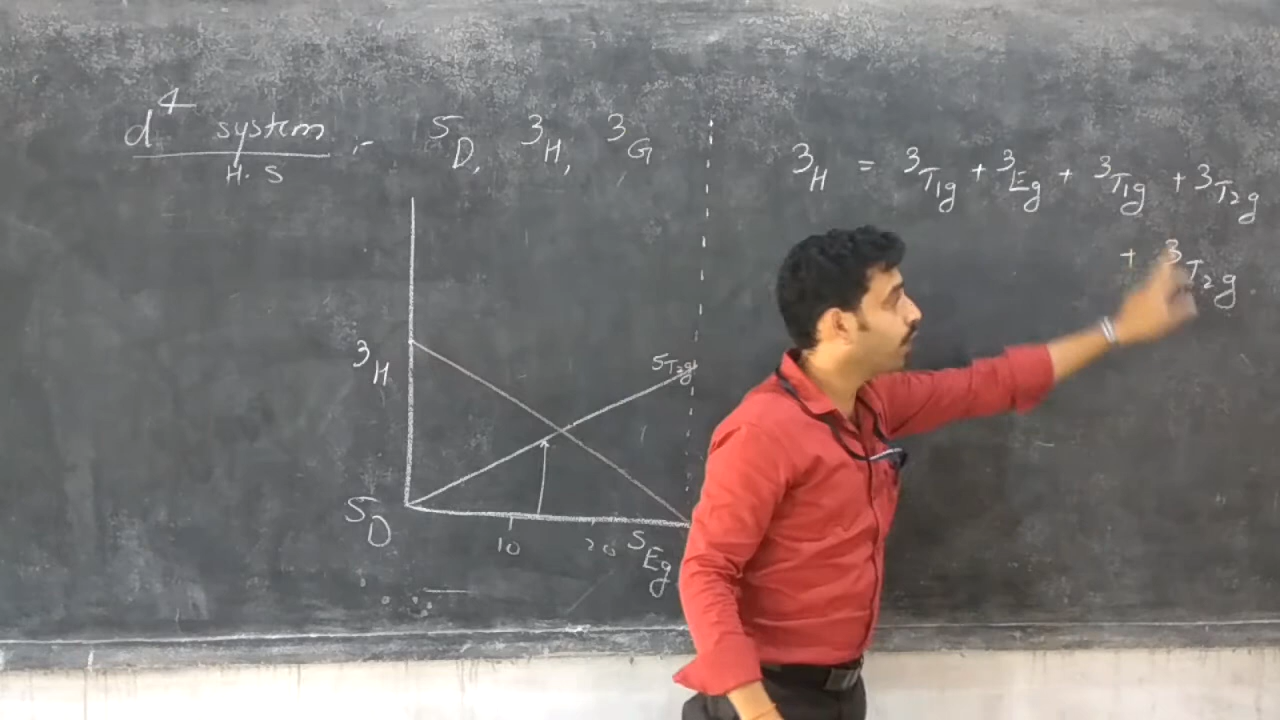 d⁴ system :- ⁵D, ³H, ³G
H.S
³H = ³T₁g + ³Eg + ³T₁g + ³T₂g
+ ³T₂g
³H
⁵T₂g
⁵D
10 20 ⁵Eg